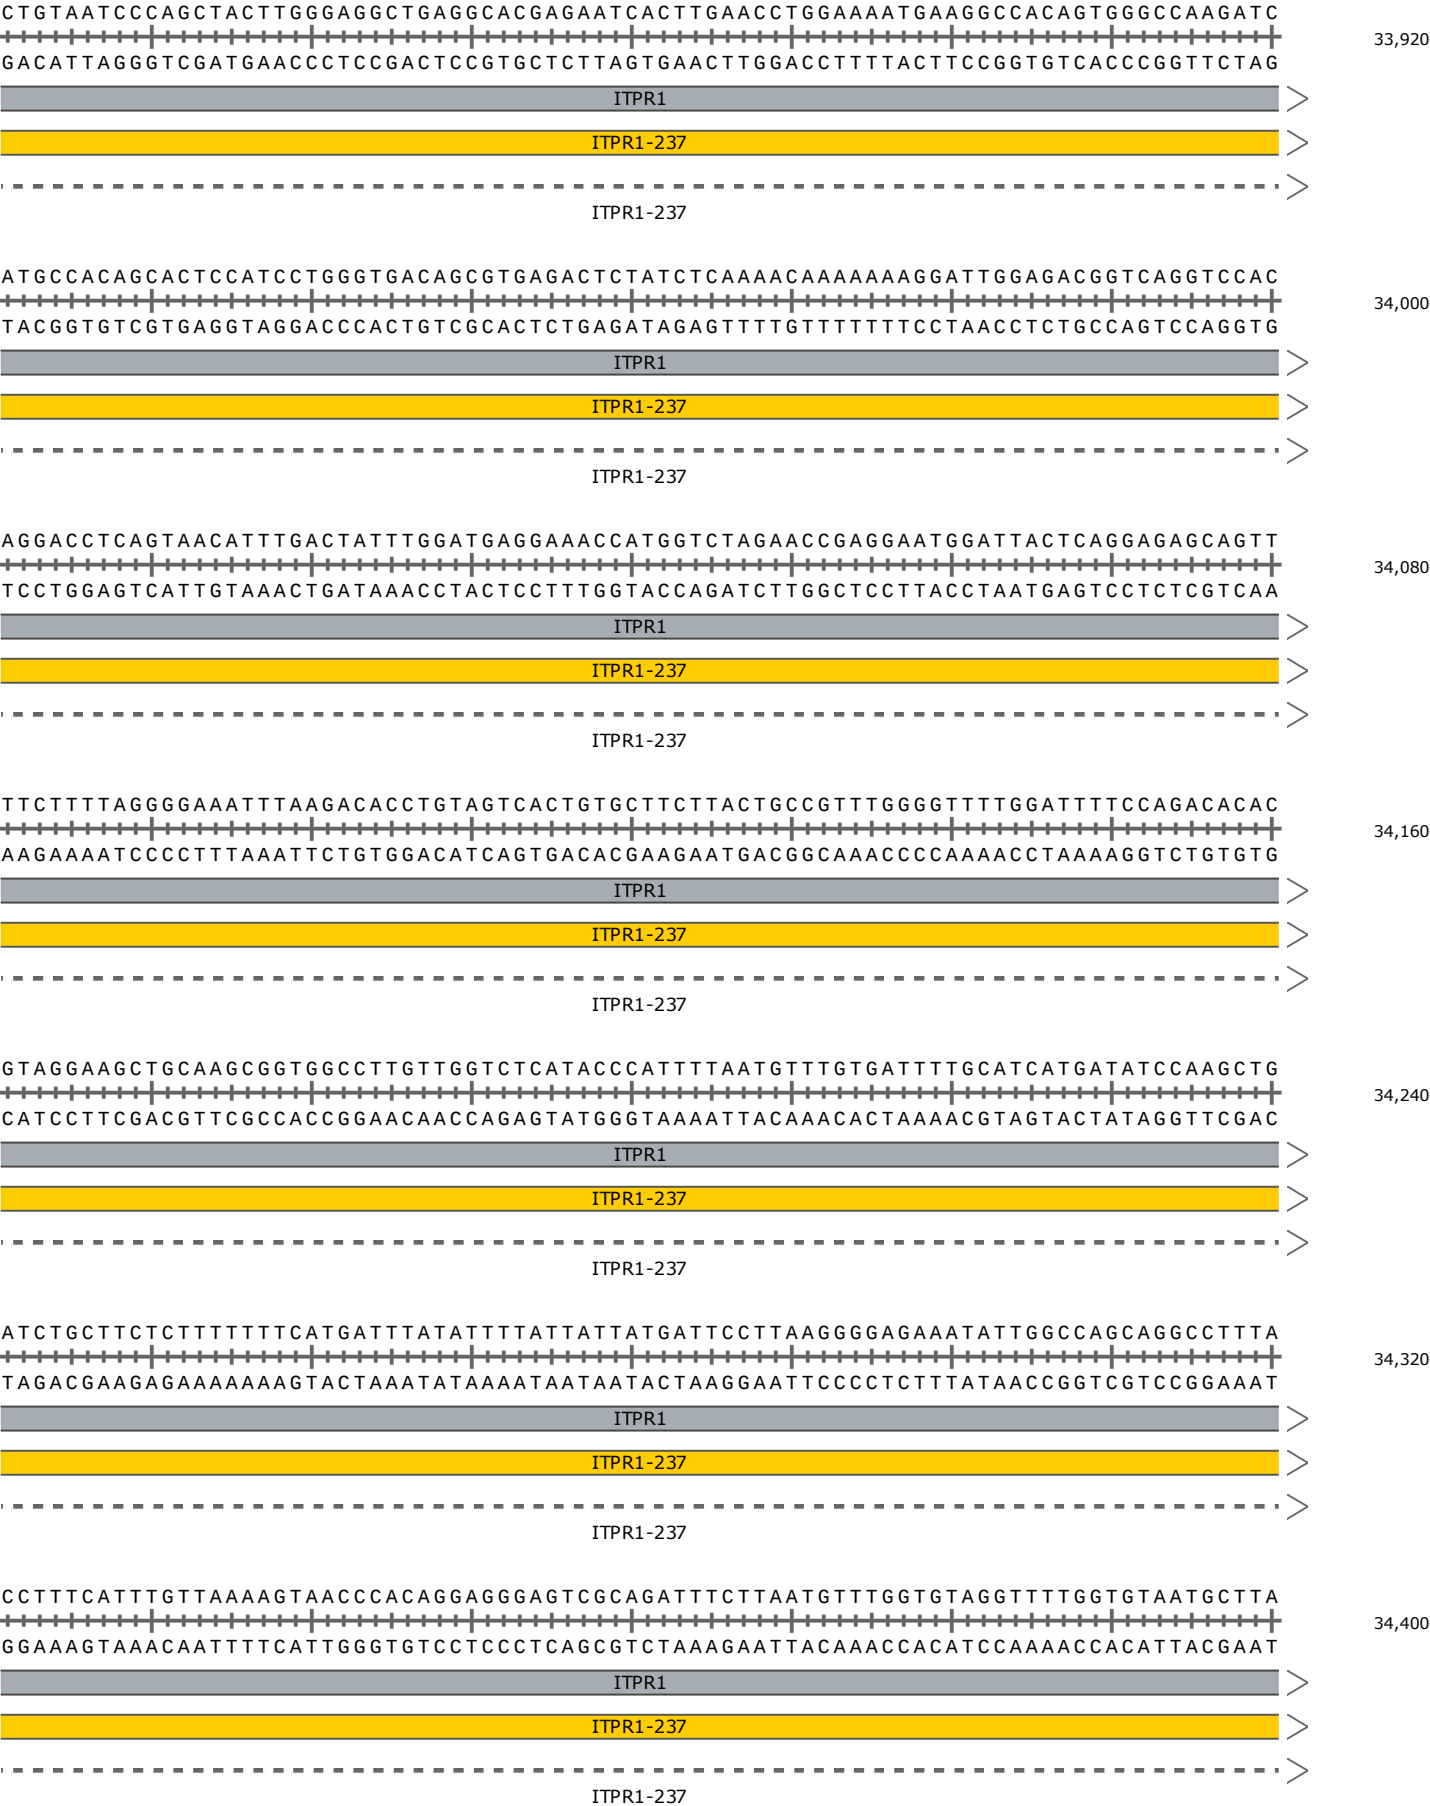 CTGTAATCCCAGCTACTTGGGAGGCTGAGGCACGAGAATCACTTGAACCTGGAAAATGAAGGCCACAGTGGGCCAAGATC
33,920
GACATTAGGGTCGATGAACCCTCCGACTCCGTGCTCTTAGTGAACTTGGACCTTTTACTTCCGGTGTCACCCGGTTCTAG
ITPR1
ITPR1-237
ITPR1-237
ATGCCACAGCACTCCATCCTGGGTGACAGCGTGAGACTCTATCTCAAAACAAAAAAAGGATTGGAGACGGTCAGGTCCAC
34,000
TACGGTGTCGTGAGGTAGGACCCACTGTCGCACTCTGAGATAGAGTTTTGTTTTTTTCCTAACCTCTGCCAGTCCAGGTG
ITPR1
ITPR1-237
ITPR1-237
AGGACCTCAGTAACATTTGACTATTTGGATGAGGAAACCATGGTCTAGAACCGAGGAATGGATTACTCAGGAGAGCAGTT
34,080
TCCTGGAGTCATTGTAAACTGATAAACCTACTCCTTTGGTACCAGATCTTGGCTCCTTACCTAATGAGTCCTCTCGTCAA
ITPR1
ITPR1-237
ITPR1-237
TTCTTTTAGGGGAAATTTAAGACACCTGTAGTCACTGTGCTTCTTACTGCCGTTTGGGGTTTTGGATTTTCCAGACACAC
34,160
AAGAAAATCCCCTTTAAATTCTGTGGACATCAGTGACACGAAGAATGACGGCAAACCCCAAAACCTAAAAGGTCTGTGTG
ITPR1
ITPR1-237
ITPR1-237
GTAGGAAGCTGCAAGCGGTGGCCTTGTTGGTCTCATACCCATTTTAATGTTTGTGATTTTGCATCATGATATCCAAGCTG
34,240
CATCCTTCGACGTTCGCCACCGGAACAACCAGAGTATGGGTAAAATTACAAACACTAAAACGTAGTACTATAGGTTCGAC
ITPR1
ITPR1-237
ITPR1-237
ATCTGCTTCTCTTTTTTTCATGATTTATATTTTATTATTATGATTCCTTAAGGGGAGAAATATTGGCCAGCAGGCCTTTA
34,320
TAGACGAAGAGAAAAAAAGTACTAAATATAAAATAATAATACTAAGGAATTCCCCTCTTTATAACCGGTCGTCCGGAAAT
ITPR1
ITPR1-237
ITPR1-237
CCTTTCATTTGTTAAAAGTAACCCACAGGAGGGAGTCGCAGATTTCTTAATGTTTGGTGTAGGTTTTGGTGTAATGCTTA
34,400
GGAAAGTAAACAATTTTCATTGGGTGTCCTCCCTCAGCGTCTAAAGAATTACAAACCACATCCAAAACCACATTACGAAT
ITPR1
ITPR1-237
ITPR1-237